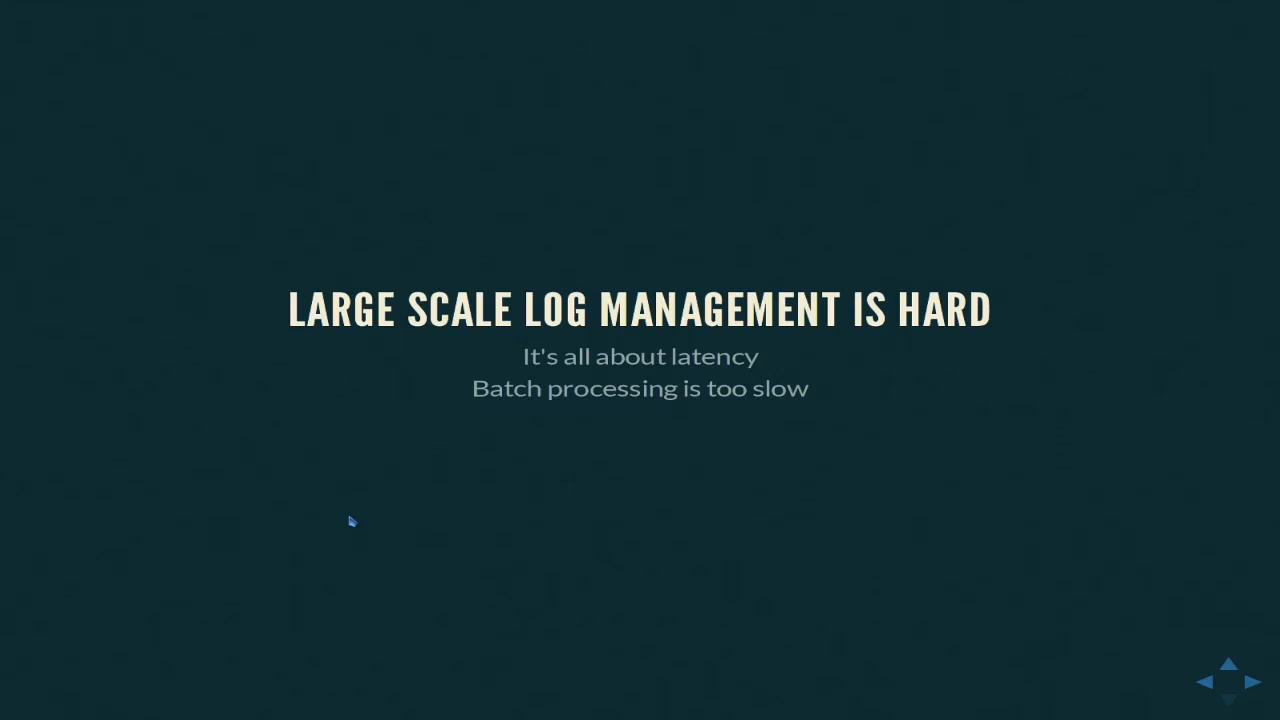 LARGE SCALE LOG MANAGEMENT IS HARD
It's all about latency
Batch processing is too slow